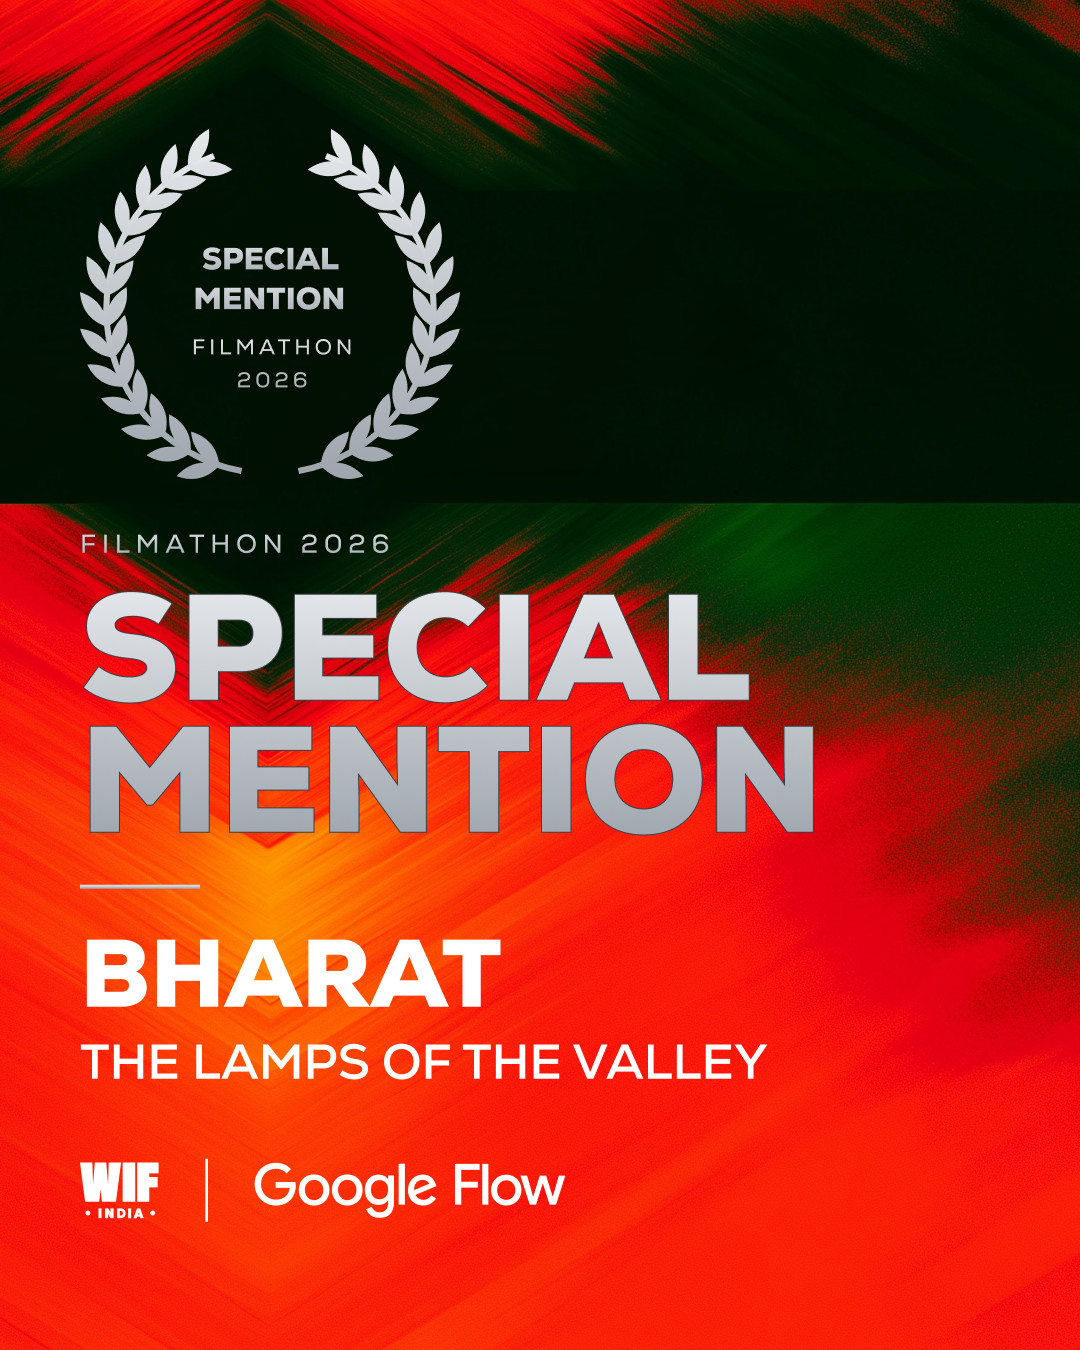 SPECIAL
MENTION
FILMATHON
2026
FILMATHON 2026
SPECIAL
MENTION
BHARAT
THE LAMPS OF THE VALLEY
WIF
• INDIA •
Google Flow